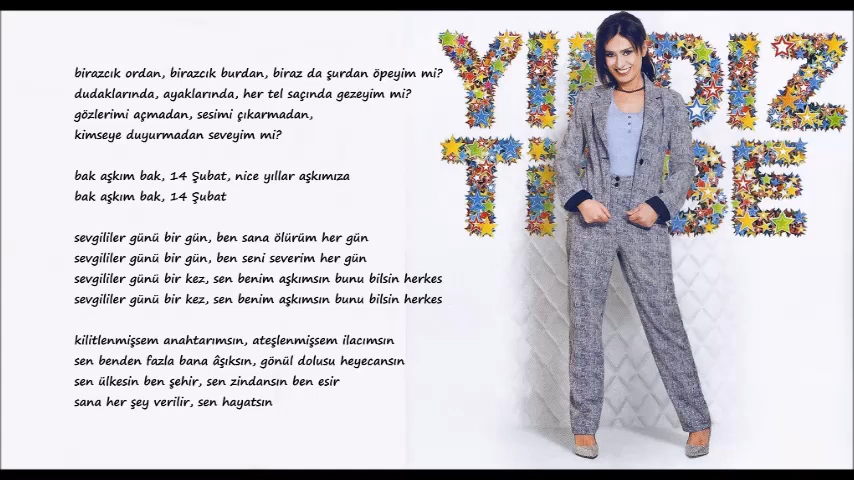 birazcık ordan, birazcık burdan, biraz da şurdan öpeyim mi?
dudaklarında, ayaklarında, her tel saçında gezeyim mi?
gözlerimi açmadan, sesimi çıkarmadan,
kimseye duyurmadan seveyim mi?
bak aşkım bak, 14 Şubat, nice yıllar aşkımıza
bak aşkım bak, 14 Şubat
sevgililer günü bir gün, ben sana ölürüm her gün
sevgililer günü bir gün, ben seni severim her gün
sevgililer günü bir kez, sen benim aşkımsın bunu bilsin herkes
sevgililer günü bir kez, sen benim aşkımsın bunu bilsin herkes
kilitlenmişsem anahtarımsın, ateşlenmişsem ilacımsın
sen benden fazla bana âşıksın, gönül dolusu heyecansın
sen ülkesin ben şehir, sen zindansın ben esir
sana her şey verilir, sen hayatsın
YILDIZ
TİLBE